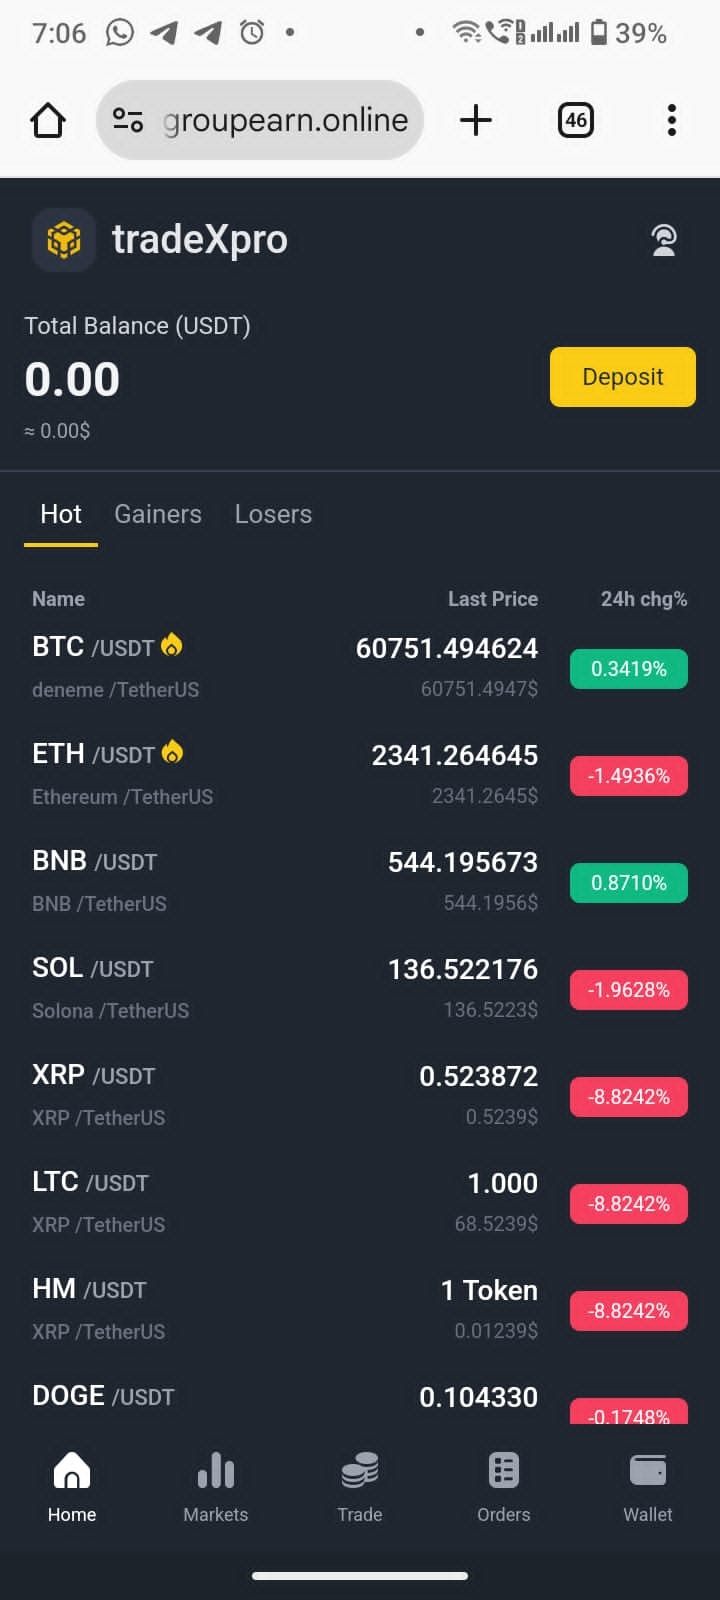 7:06
39%
groupearn.online
46
tradeXpro
Total Balance (USDT)
0.00
Deposit
≈ 0.00$
Hot Gainers Losers
Name Last Price 24h chg%
BTC /USDT 60751.494624 0.3419%
deneme /TetherUS 60751.4947$
ETH /USDT 2341.264645 -1.4936%
Ethereum /TetherUS 2341.2645$
BNB /USDT 544.195673 0.8710%
BNB /TetherUS 544.1956$
SOL /USDT 136.522176 -1.9628%
Solona /TetherUS 136.5223$
XRP /USDT 0.523872 -8.8242%
XRP /TetherUS 0.5239$
LTC /USDT 1.000 -8.8242%
XRP /TetherUS 68.5239$
HM /USDT 1 Token -8.8242%
XRP /TetherUS 0.01239$
DOGE /USDT 0.104330 -0.1748%
Home Markets Trade Orders Wallet